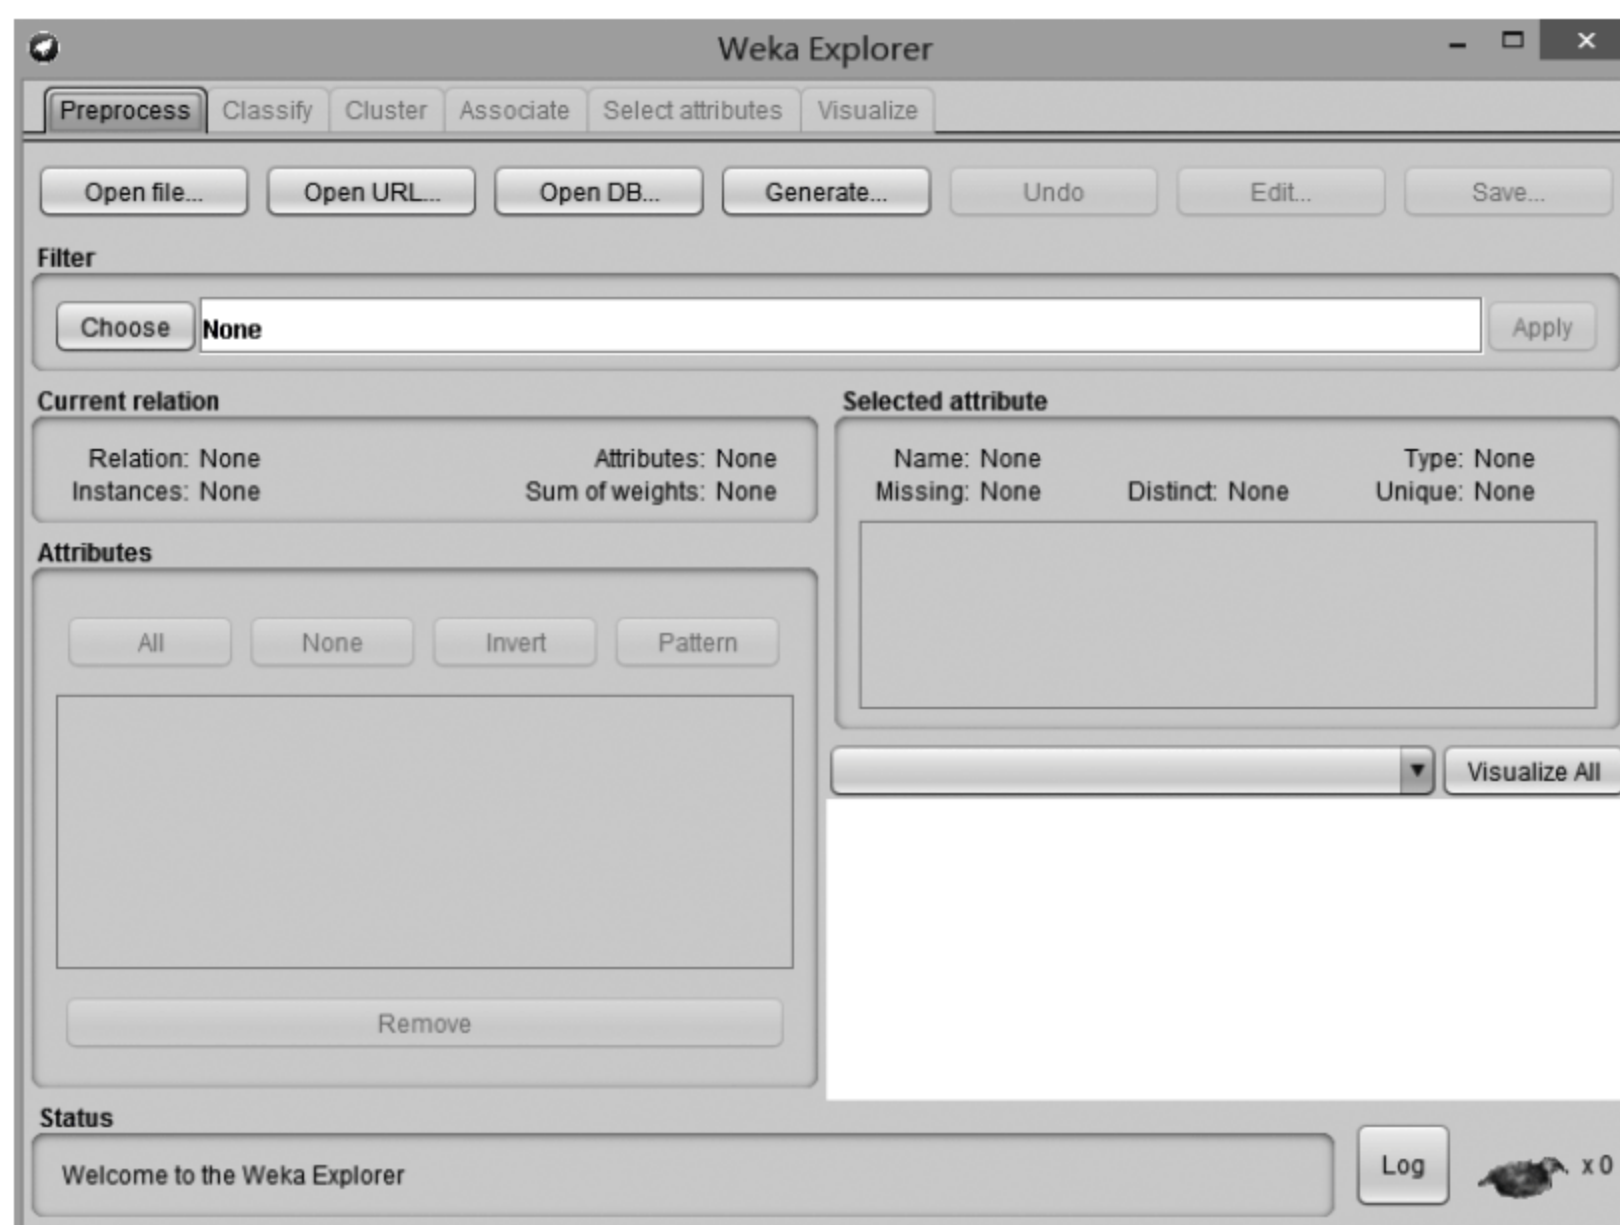 Weka Explorer
Preprocess Classify Cluster Associate Select attributes Visualize
Open file... Open URL... Open DB... Generate... Undo Edit... Save...
Filter
Choose None Apply
Current relation
Relation: None Attributes: None
Instances: None Sum of weights: None
Selected attribute
Name: None Type: None
Missing: None Distinct: None Unique: None
Attributes
All None Invert Pattern
Remove
Visualize All
Status
Welcome to the Weka Explorer
Log x 0